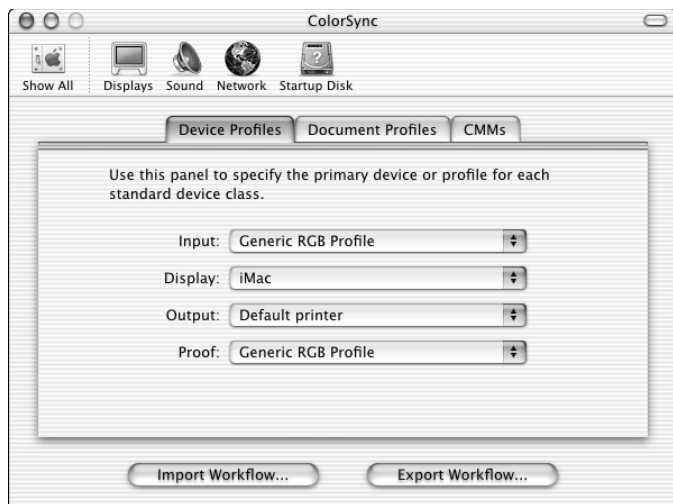 ColorSync
Show All Displays Sound Network Startup Disk
?
Device Profiles Document Profiles CMMs
Use this panel to specify the primary device or profile for each
standard device class.
Input: Generic RGB Profile
Display: iMac
Output: Default printer
Proof: Generic RGB Profile
Import Workflow... Export Workflow...